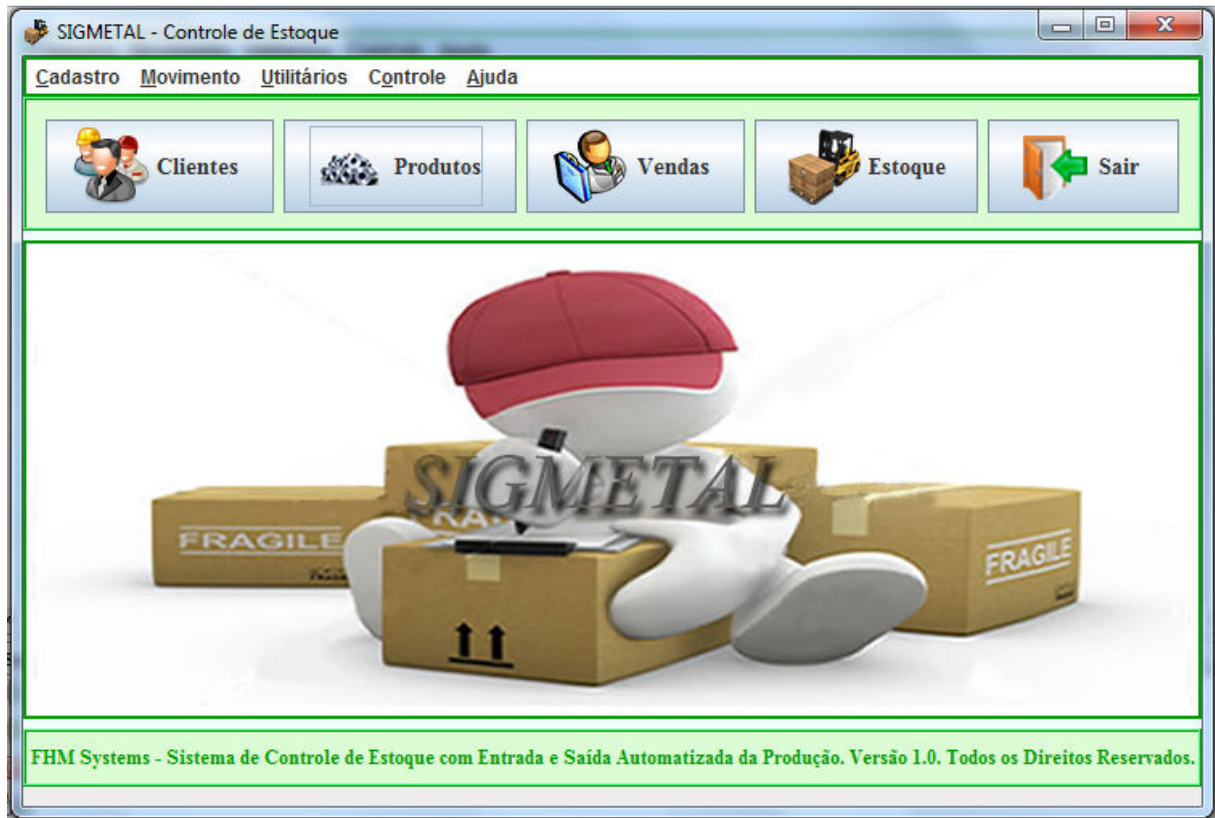 SIGMETAL - Controle de Estoque
Cadastro Movimento Utilitários Controle Ajuda
Clientes Produtos Vendas Estoque Sair
SIGMETAL
FRAGILE
FRAGILE
FHM Systems - Sistema de Controle de Estoque com Entrada e Saída Automatizada da Produção. Versão 1.0. Todos os Direitos Reservados.